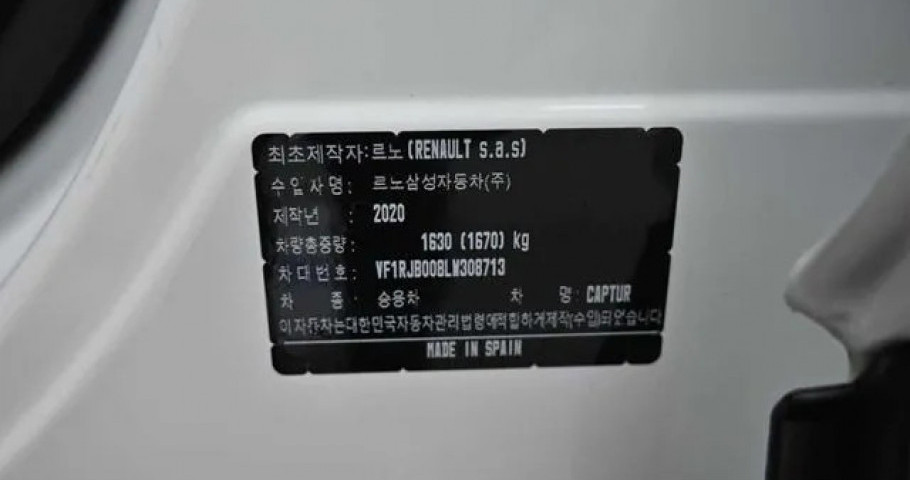 최초제작자:르노(RENAULT s.a.s)
수입자명: 르노삼성자동차(주)
제작년 : 2020
차량총중량: 1630 (1670) kg
차대번호: VF1RJB008LW308713
차 종: 승용차 차 명: CAPTUR
이자동차는대한민국자동차관리법령에적합하게제작(수입)되었습니다
MADE IN SPAIN